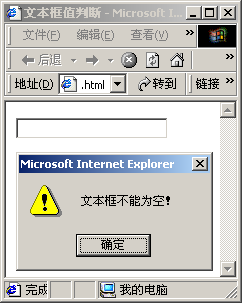 文本框值判断 - Microsoft In
文件(F) 编辑(E) 查看(V) »
后退 »
地址(D) .html 转到 链接 »
Microsoft Internet Explorer
文本框不能为空!
确定
完成 我的电脑